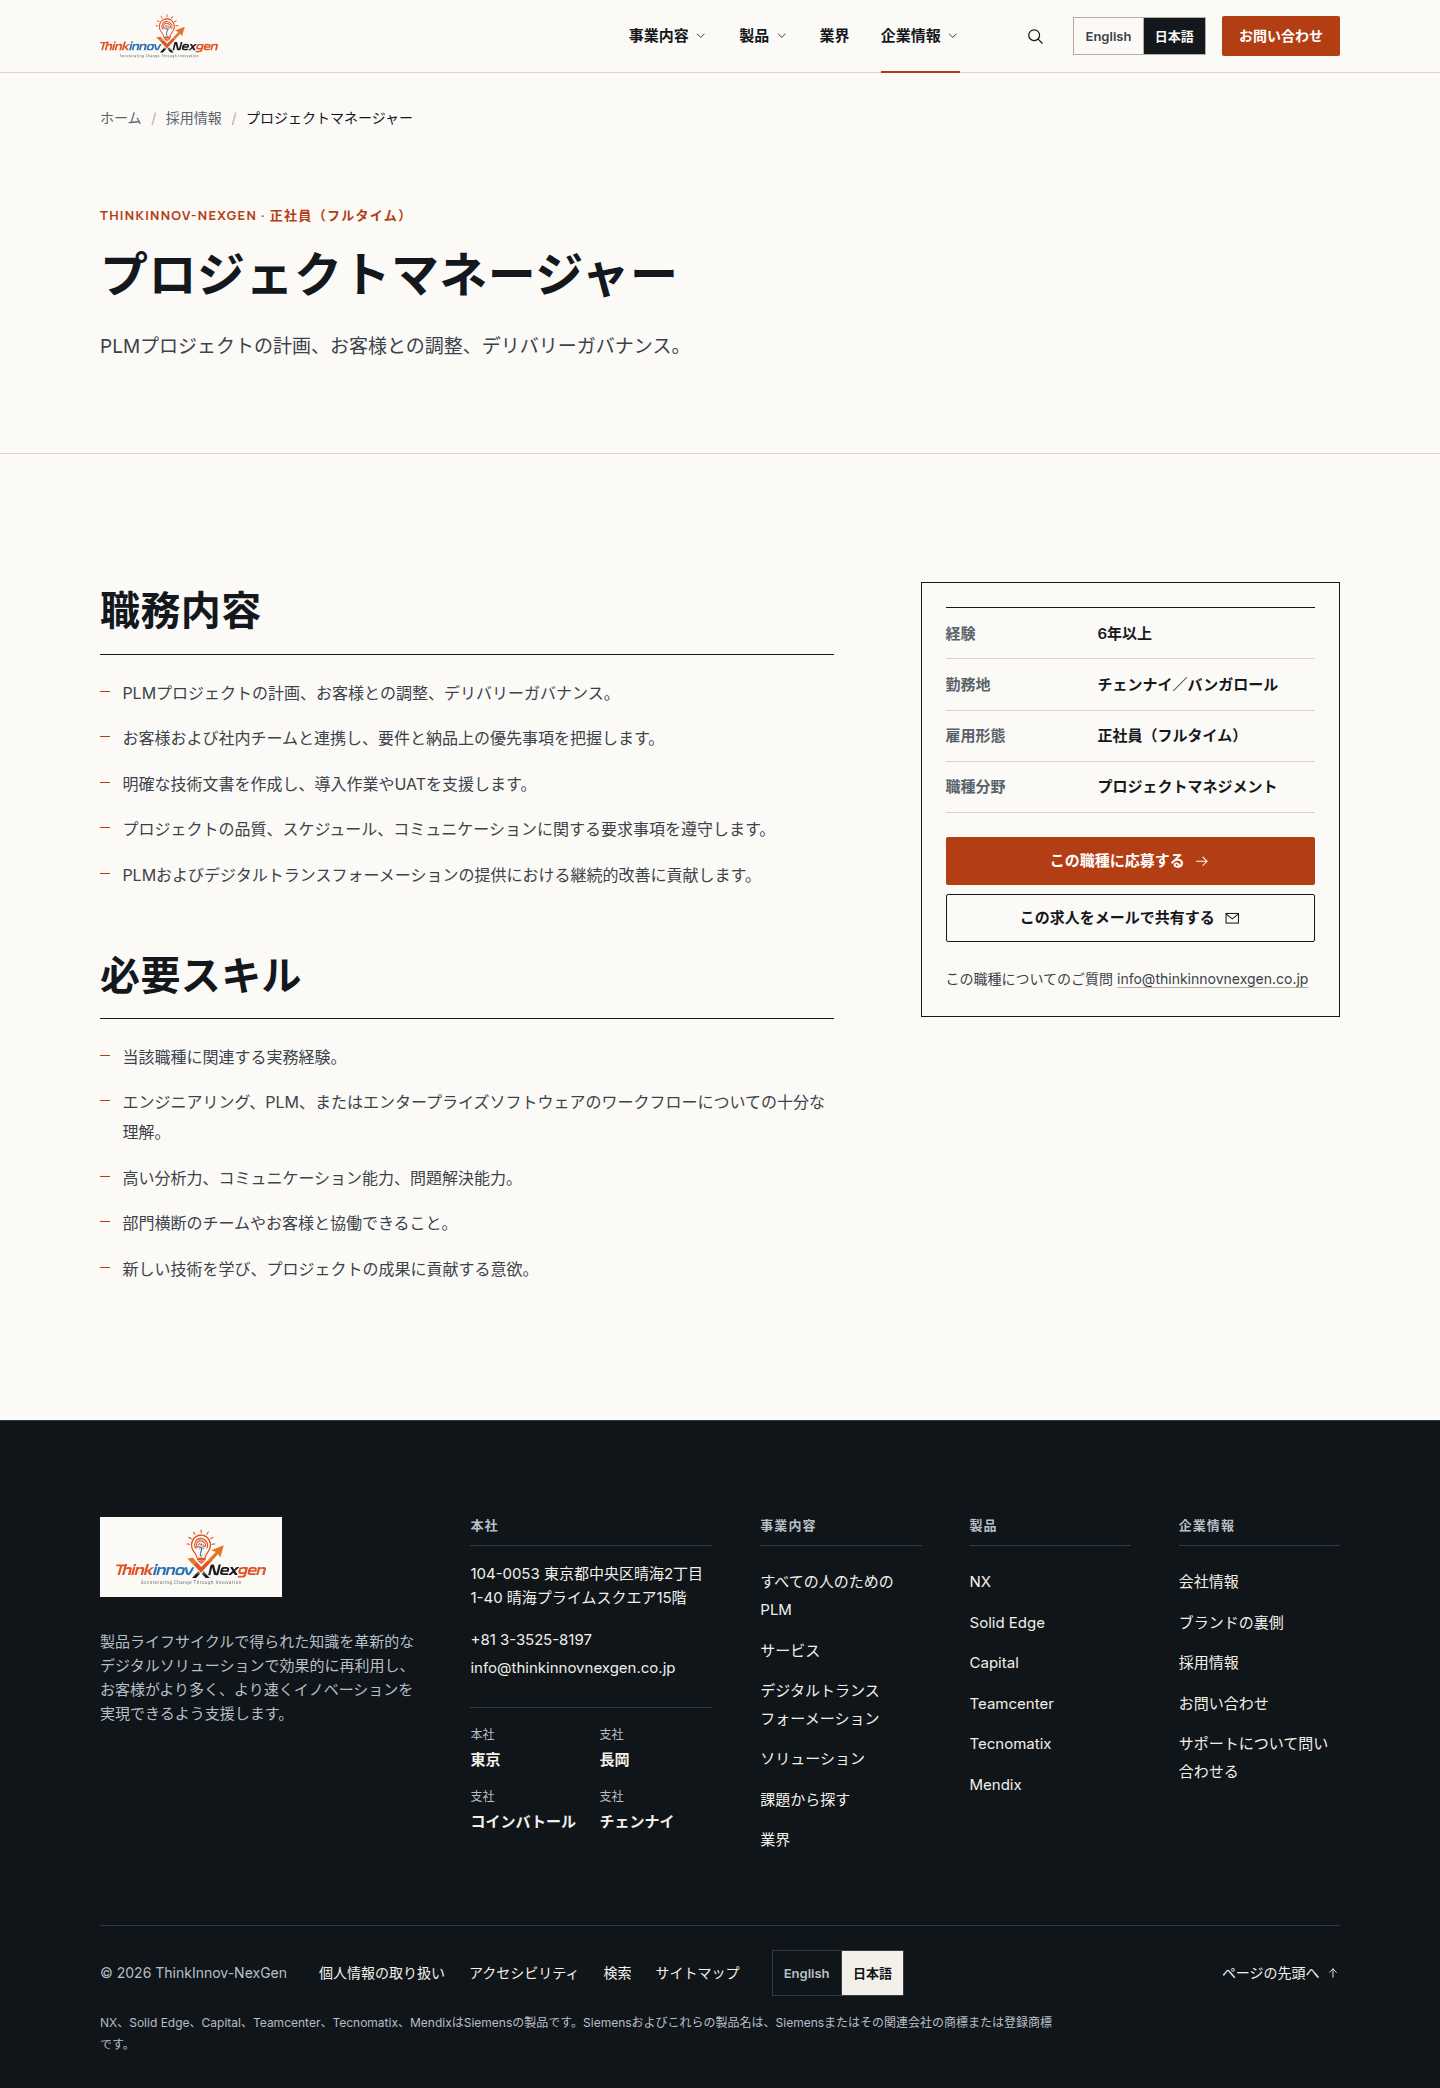 ThinkinnovXNexgen
Accelerating Change Through Innovation
事業内容
製品
業界
企業情報
English
日本語
お問い合わせ
ホーム / 採用情報 / プロジェクトマネージャー
THINKINNOV-NEXGEN · 正社員（フルタイム）
プロジェクトマネージャー
PLMプロジェクトの計画、お客様との調整、デリバリーガバナンス。
職務内容
PLMプロジェクトの計画、お客様との調整、デリバリーガバナンス。
お客様および社内チームと連携し、要件と納品上の優先事項を把握します。
明確な技術文書を作成し、導入作業やUATを支援します。
プロジェクトの品質、スケジュール、コミュニケーションに関する要求事項を遵守します。
PLMおよびデジタルトランスフォーメーションの提供における継続的改善に貢献します。
必要スキル
当該職種に関連する実務経験。
エンジニアリング、PLM、またはエンタープライズソフトウェアのワークフローについての十分な
理解。
高い分析力、コミュニケーション能力、問題解決能力。
部門横断のチームやお客様と協働できること。
新しい技術を学び、プロジェクトの成果に貢献する意欲。
経験 6年以上
勤務地 チェンナイ／バンガロール
雇用形態 正社員（フルタイム）
職種分野 プロジェクトマネジメント
この職種に応募する →
この求人をメールで共有する
この職種についてのご質問 info@thinkinnovnexgen.co.jp
ThinkinnovXNexgen
Accelerating Change Through Innovation
製品ライフサイクルで得られた知識を革新的な
デジタルソリューションで効果的に再利用し、
お客様がより多く、より速くイノベーションを
実現できるよう支援します。
本社
104-0053 東京都中央区晴海2丁目
1-40 晴海プライムスクエア15階
+81 3-3525-8197
info@thinkinnovnexgen.co.jp
本社
東京
支社
長岡
支社
コインバトール
支社
チェンナイ
事業内容
すべての人のための
PLM
サービス
デジタルトランス
フォーメーション
ソリューション
課題から探す
業界
製品
NX
Solid Edge
Capital
Teamcenter
Tecnomatix
Mendix
企業情報
会社情報
ブランドの裏側
採用情報
お問い合わせ
サポートについて問い
合わせる
© 2026 ThinkInnov-NexGen
個人情報の取り扱い
アクセシビリティ
検索
サイトマップ
English
日本語
ページの先頭へ ↑
NX、Solid Edge、Capital、Teamcenter、Tecnomatix、MendixはSiemensの製品です。Siemensおよびこれらの製品名は、Siemensまたはその関連会社の商標または登録商標
です。